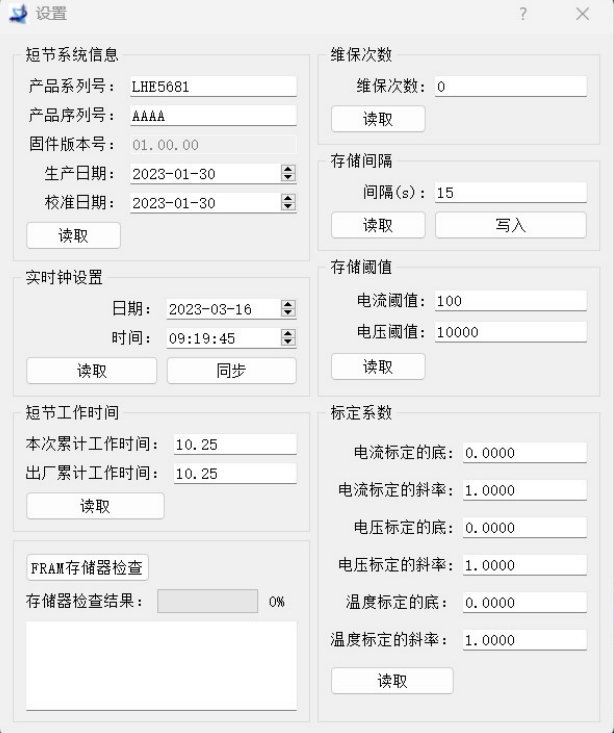 设置
短节系统信息
产品系列号： LHE5681
产品序列号： AAAA
固件版本号： 01.00.00
生产日期： 2023-01-30
校准日期： 2023-01-30
读取
实时钟设置
日期： 2023-03-16
时间： 09:19:45
读取 同步
短节工作时间
本次累计工作时间： 10.25
出厂累计工作时间： 10.25
读取
FRAM存储器检查
存储器检查结果： 0%
维保次数
维保次数: 0
读取
存储间隔
间隔(s): 15
读取 写入
存储阈值
电流阈值: 100
电压阈值: 10000
读取
标定系数
电流标定的底: 0.0000
电流标定的斜率: 1.0000
电压标定的底: 0.0000
电压标定的斜率: 1.0000
温度标定的底: 0.0000
温度标定的斜率: 1.0000
读取